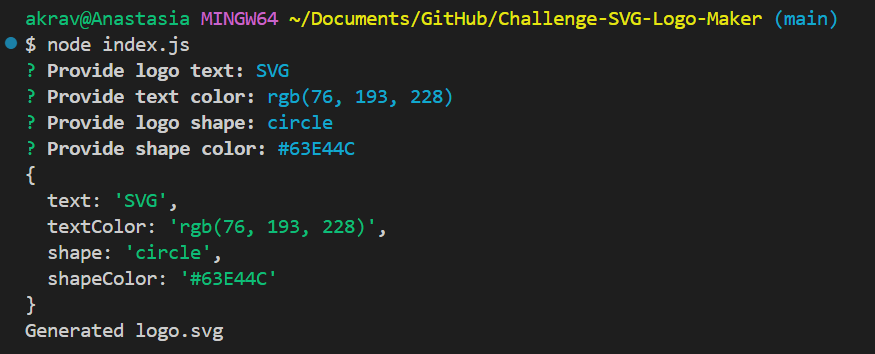 akrav@Anastasia MINGW64 ~/Documents/GitHub/Challenge-SVG-Logo-Maker (main)
$ node index.js
? Provide logo text: SVG
? Provide text color: rgb(76, 193, 228)
? Provide logo shape: circle
? Provide shape color: #63E44C
{
  text: 'SVG',
  textColor: 'rgb(76, 193, 228)',
  shape: 'circle',
  shapeColor: '#63E44C'
}
Generated logo.svg